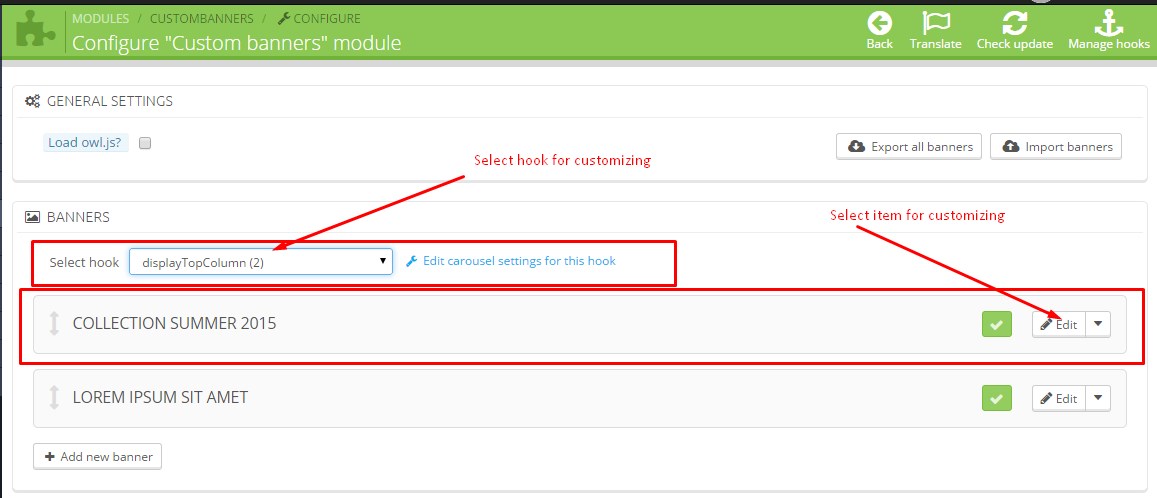 MODULES / CUSTOMBANNERS / CONFIGURE
Configure "Custom banners" module
Back Translate Check update Manage hooks
GENERAL SETTINGS
Load owl.js?
Export all banners Import banners
Select hook for customizing
BANNERS
Select item for customizing
Select hook displayTopColumn (2) Edit carousel settings for this hook
COLLECTION SUMMER 2015 Edit
LOREM IPSUM SIT AMET Edit
Add new banner